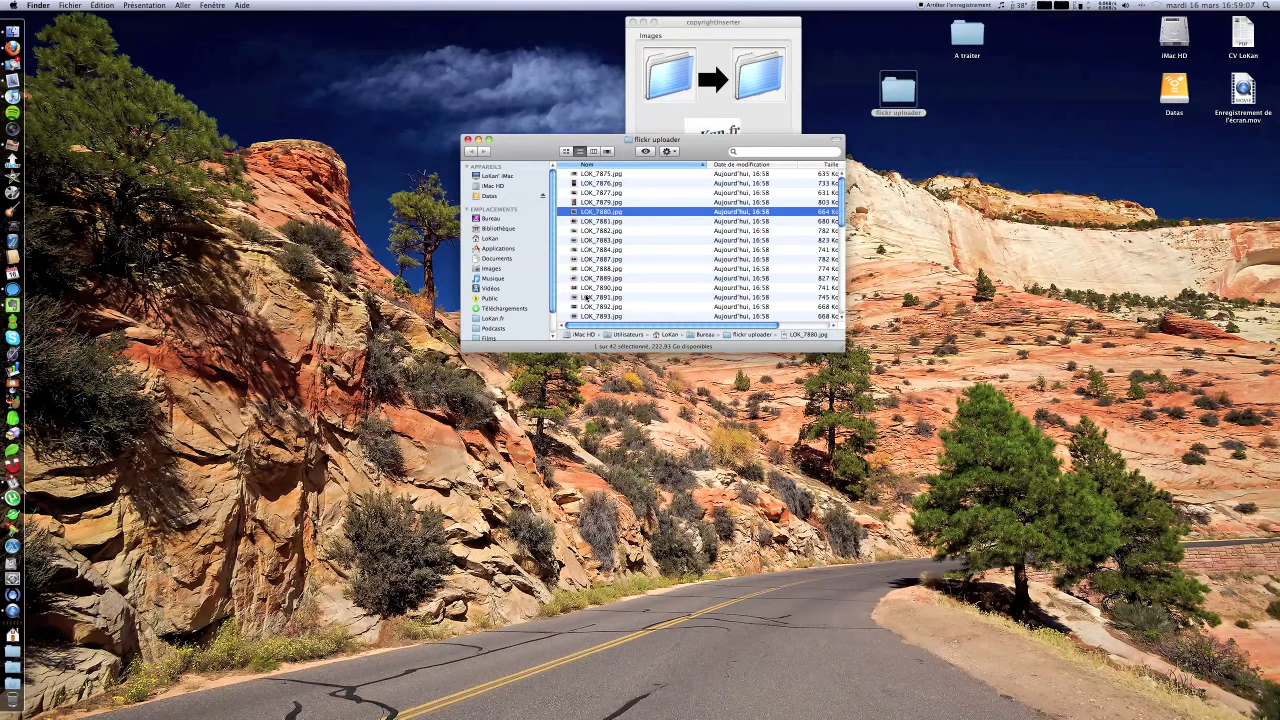 Finder Fichier Édition Présentation Aller Fenêtre Aide
Arrêter l'enregistrement 38° mardi 16 mars 16:59:07
copyrightInserter
Images
A traiter
iMac HD
CV LoKan
flickr uploader
Datas
Enregistrement de l'écran.mov
flickr uploader
Nom Date de modification Taille
APPAREILS
LoKan' iMac
iMac HD
Datas
EMPLACEMENTS
Bureau
Bibliothèque
LoKan
Applications
Documents
Images
Musique
Vidéos
Public
Téléchargements
LoKan.fr
Podcasts
Films
LOK_7875.jpg Aujourd'hui, 16:58 635 Ko
LOK_7876.jpg Aujourd'hui, 16:58 733 Ko
LOK_7877.jpg Aujourd'hui, 16:58 631 Ko
LOK_7879.jpg Aujourd'hui, 16:58 803 Ko
LOK_7880.jpg Aujourd'hui, 16:58 664 Ko
LOK_7881.jpg Aujourd'hui, 16:58 680 Ko
LOK_7882.jpg Aujourd'hui, 16:58 782 Ko
LOK_7883.jpg Aujourd'hui, 16:58 823 Ko
LOK_7884.jpg Aujourd'hui, 16:58 741 Ko
LOK_7887.jpg Aujourd'hui, 16:58 782 Ko
LOK_7888.jpg Aujourd'hui, 16:58 774 Ko
LOK_7889.jpg Aujourd'hui, 16:58 827 Ko
LOK_7890.jpg Aujourd'hui, 16:58 741 Ko
LOK_7891.jpg Aujourd'hui, 16:58 745 Ko
LOK_7892.jpg Aujourd'hui, 16:58 668 Ko
LOK_7893.jpg Aujourd'hui, 16:58 668 Ko
iMac HD Utilisateurs LoKan Bureau flickr uploader LOK_7880.jpg
1 sur 42 sélectionné, 222,93 Go disponibles